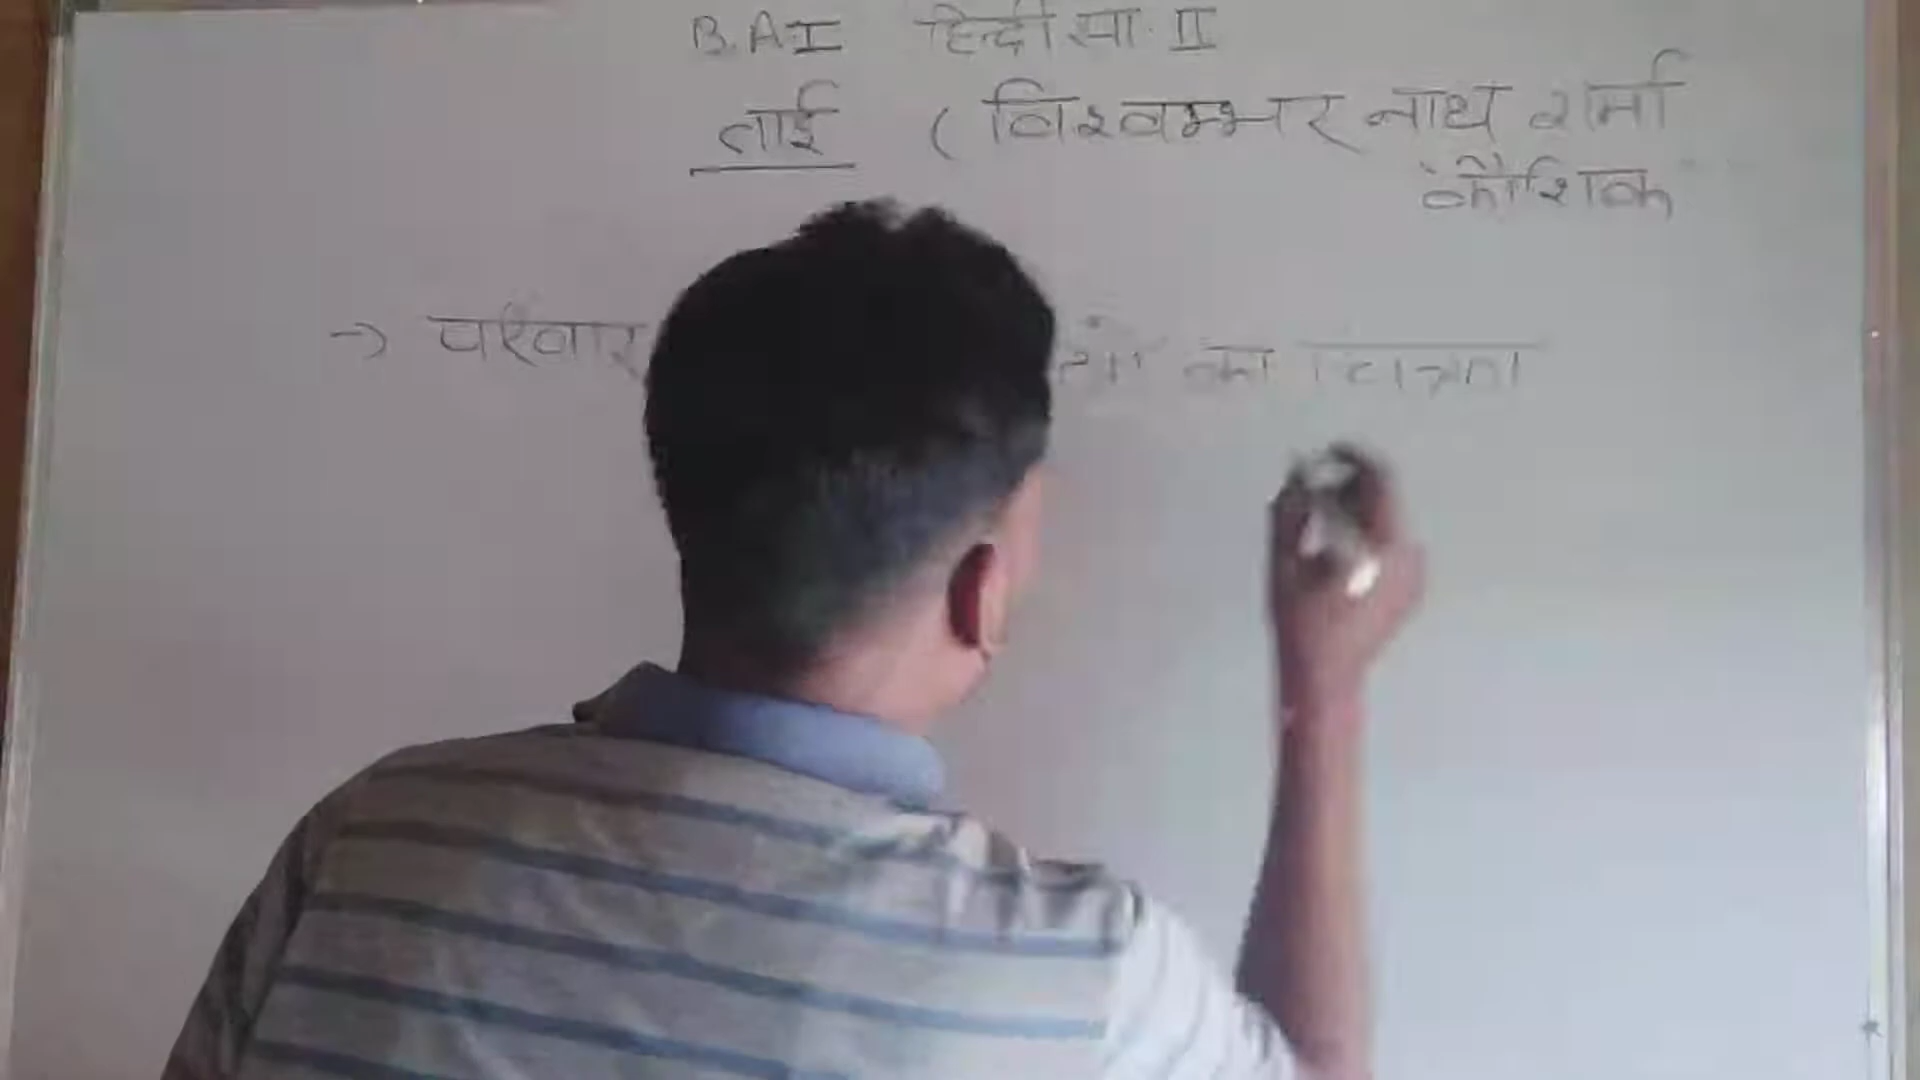 B.A I हिन्दी सा. II
ताई ( विश्वम्भर नाथ शर्मा
कौशिक
→ परिवार का चित्रण